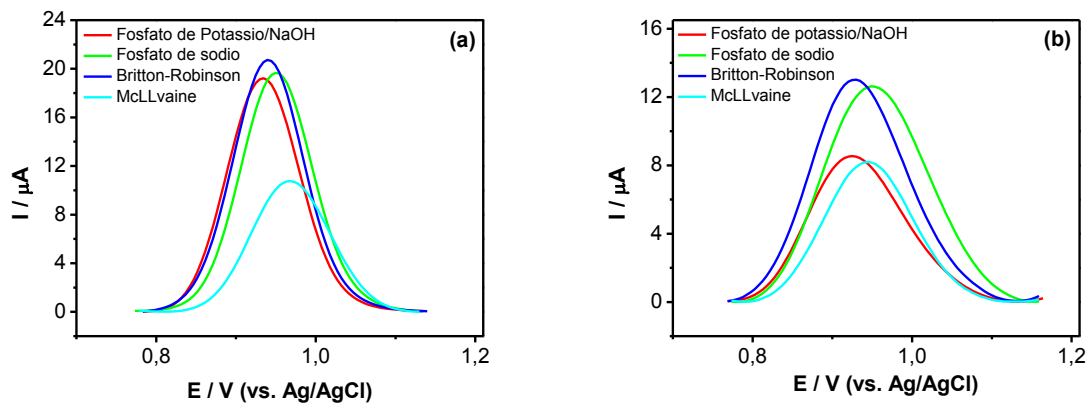 (a)
Fosfato de Potassio/NaOH
Fosfato de sodio
Britton-Robinson
McLLvaine
24
20
16
12
8
4
0
I / µA
0,8
1,0
1,2
E / V (vs. Ag/AgCl)
(b)
Fosfato de potassio/NaOH
Fosfato de sodio
Britton-Robinson
McLLvaine
16
12
8
4
0
I / µA
0,8
1,0
1,2
E / V (vs. Ag/AgCl)